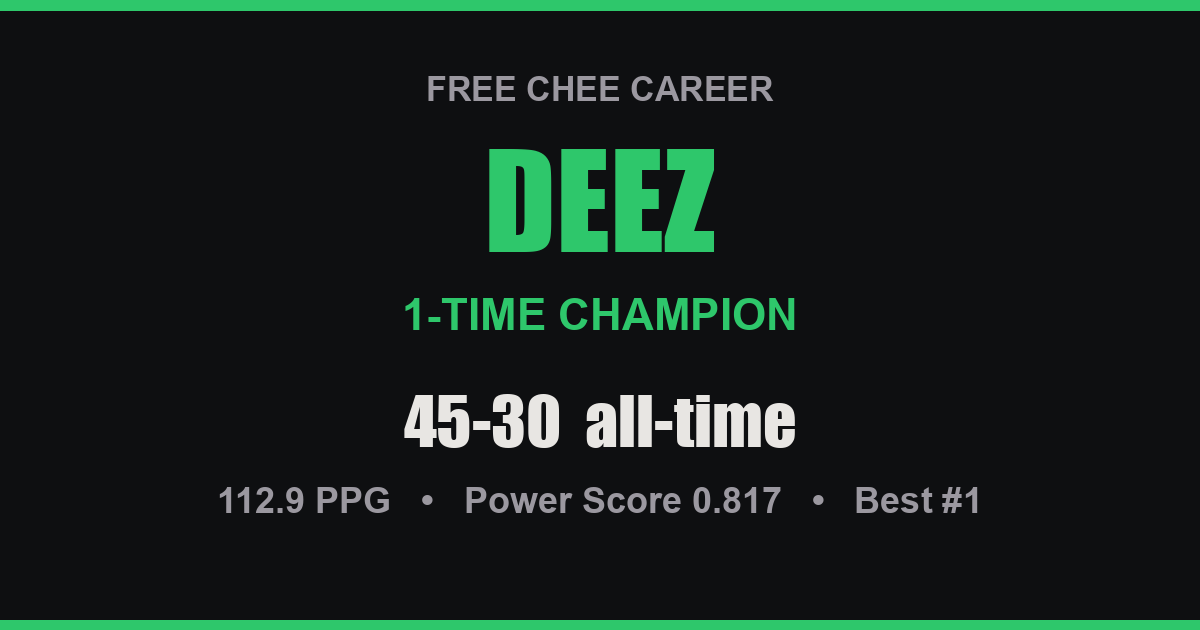 FREE CHEE CAREER
DEEZ
1-TIME CHAMPION
45-30 all-time
112.9 PPG • Power Score 0.817 • Best #1